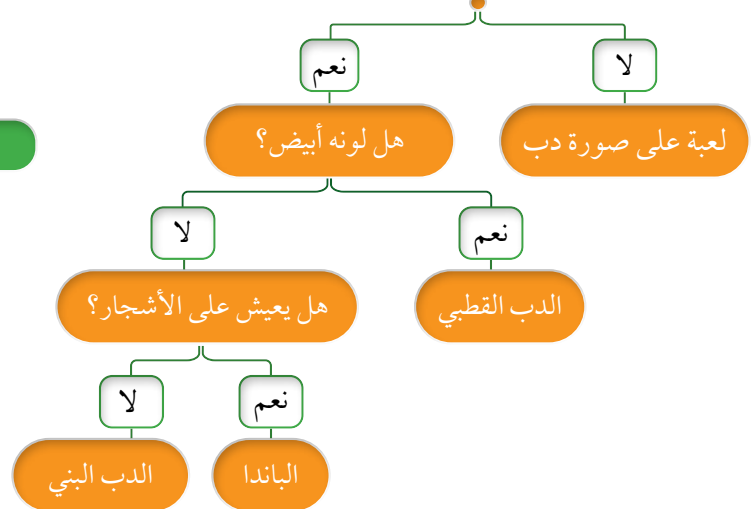 لا
نعم
لعبة على صورة دب
هل لونه أبيض؟
نعم
لا
الدب القطبي
هل يعيش على الأشجار؟
نعم
لا
الباندا
الدب البني